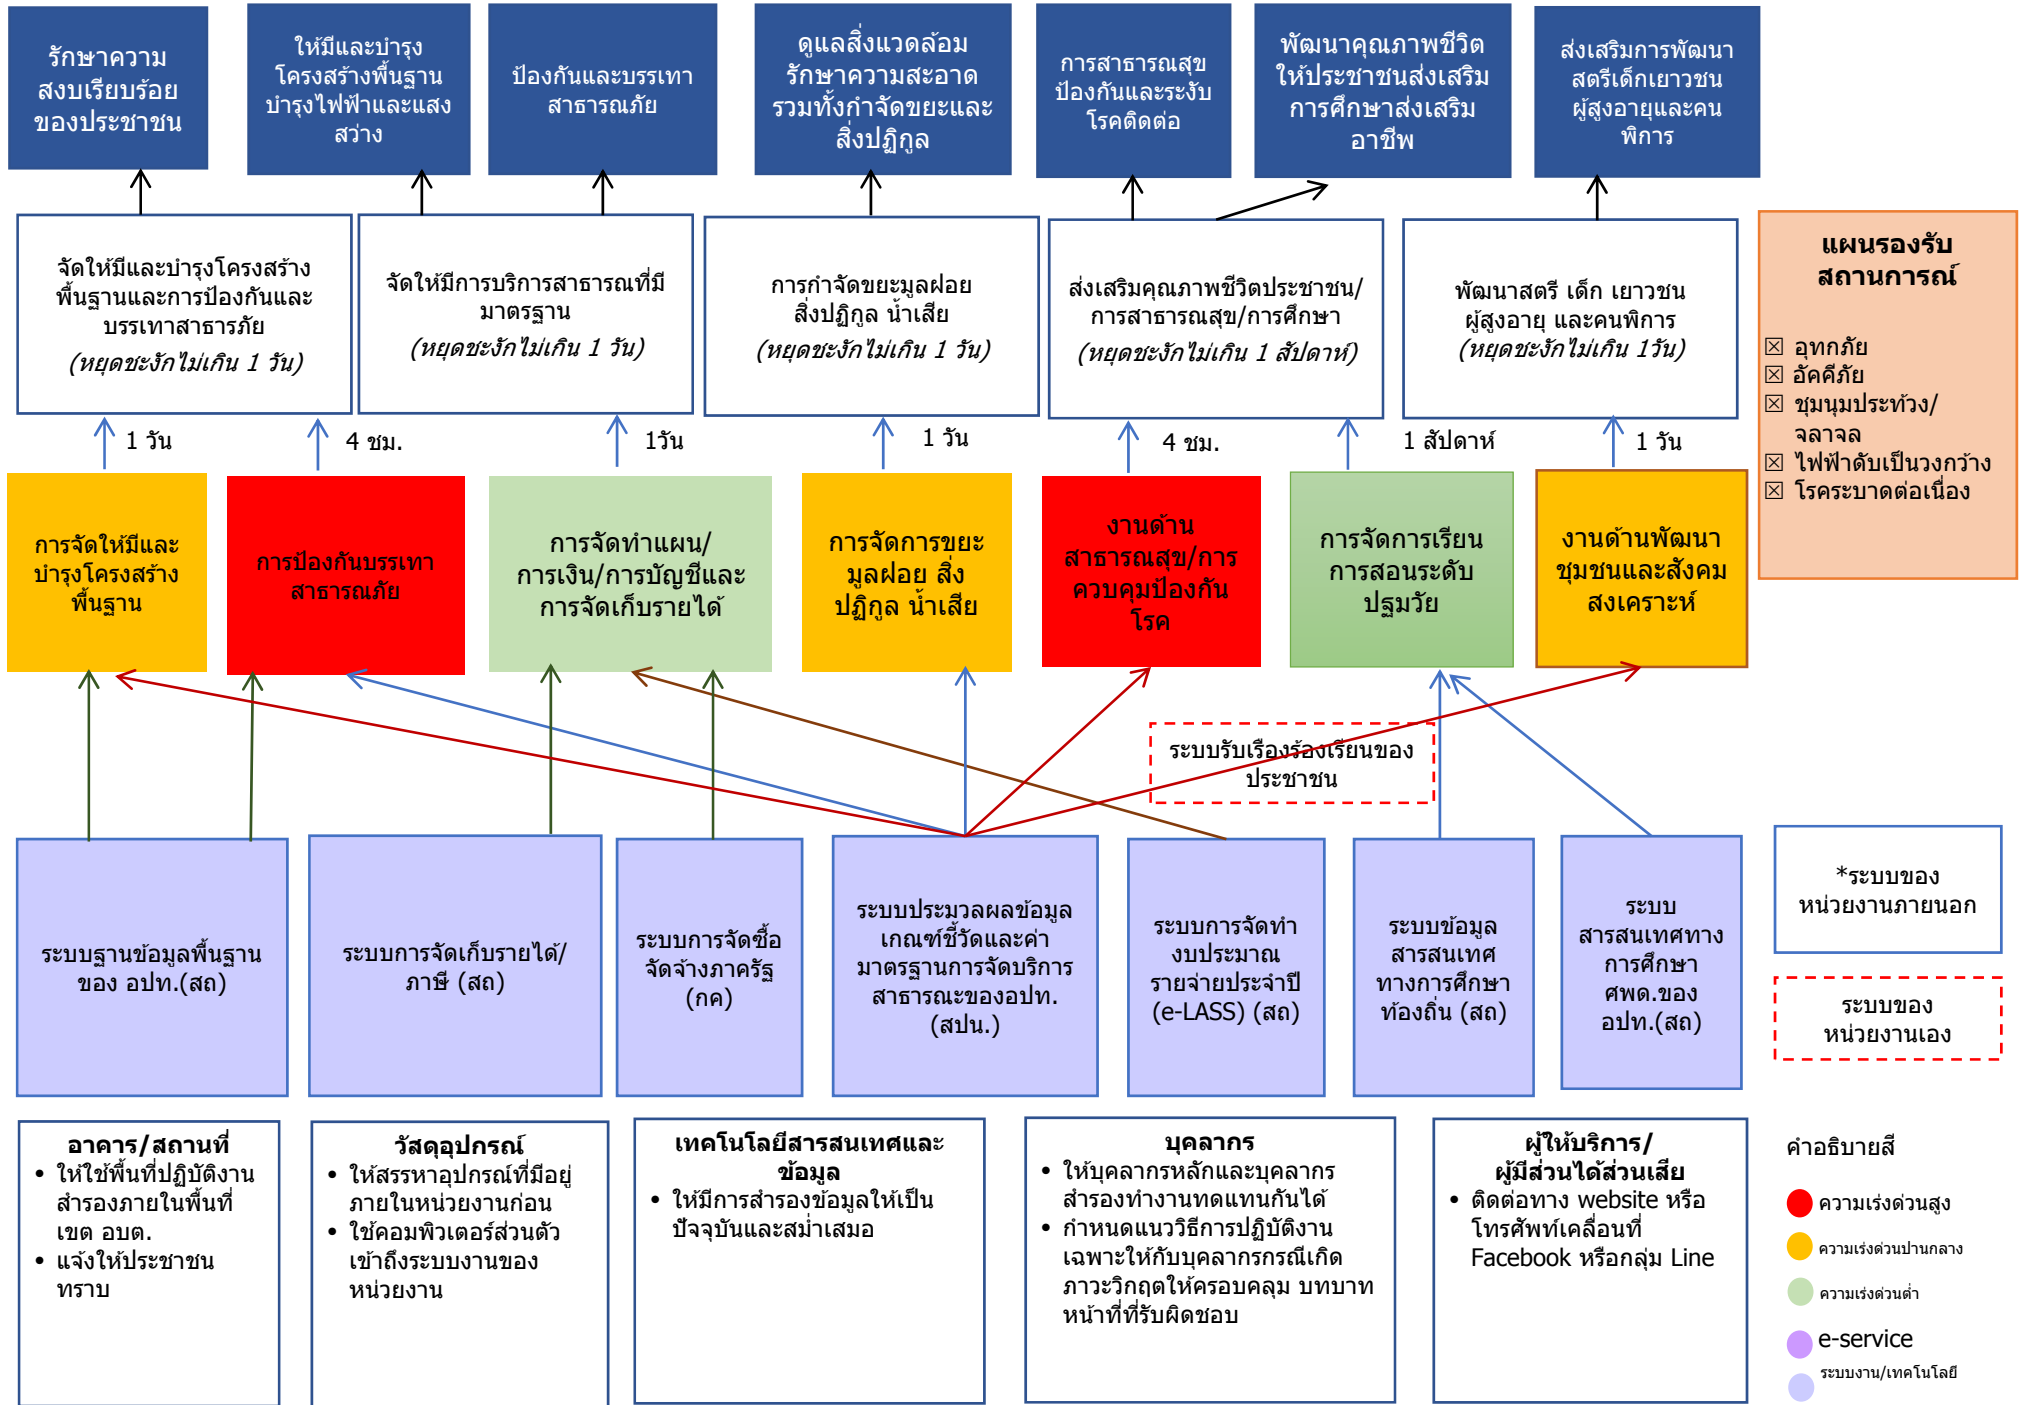 รักษาความ
สงบเรียบร้อย
ของประชาชน
ให้มีและบำรุง
โครงสร้างพื้นฐาน
บำรุงไฟฟ้าและแสง
สว่าง
ป้องกันและบรรเทา
สาธารณภัย
ดูแลสิ่งแวดล้อม
รักษาความสะอาด
รวมทั้งกำจัดขยะและ
สิ่งปฏิกูล
การสาธารณสุข
ป้องกันและระงับ
โรคติดต่อ
พัฒนาคุณภาพชีวิต
ให้ประชาชนส่งเสริม
การศึกษาส่งเสริม
อาชีพ
ส่งเสริมการพัฒนา
สตรีเด็กเยาวชน
ผู้สูงอายุและคน
พิการ
จัดให้มีและบำรุงโครงสร้าง
พื้นฐานและการป้องกันและ
บรรเทาสาธารภัย
(หยุดชะงักไม่เกิน 1 วัน)
จัดให้มีการบริการสาธารณที่มี
มาตรฐาน
(หยุดชะงักไม่เกิน 1 วัน)
การกำจัดขยะมูลฝอย
สิ่งปฏิกูล น้ำเสีย
(หยุดชะงักไม่เกิน 1 วัน)
ส่งเสริมคุณภาพชีวิตประชาชน/
การสาธารณสุข/การศึกษา
(หยุดชะงักไม่เกิน 1 สัปดาห์)
พัฒนาสตรี เด็ก เยาวชน
ผู้สูงอายุ และคนพิการ
(หยุดชะงักไม่เกิน 1วัน)
แผนรองรับ
สถานการณ์
☒ อุทกภัย
☒ อัคคีภัย
☒ ชุมนุมประท้วง/
จลาจล
☒ ไฟฟ้าดับเป็นวงกว้าง
☒ โรคระบาดต่อเนื่อง
1 วัน
4 ชม.
1วัน
1 วัน
4 ชม.
1 สัปดาห์
1 วัน
การจัดให้มีและ
บำรุงโครงสร้าง
พื้นฐาน
การป้องกันบรรเทา
สาธารณภัย
การจัดทำแผน/
การเงิน/การบัญชีและ
การจัดเก็บรายได้
การจัดการขยะ
มูลฝอย สิ่ง
ปฏิกูล น้ำเสีย
งานด้าน
สาธารณสุข/การ
ควบคุมป้องกัน
โรค
การจัดการเรียน
การสอนระดับ
ปฐมวัย
งานด้านพัฒนา
ชุมชนและสังคม
สงเคราะห์
ระบบรับเรืองร้องเรียนของ
ประชาชน
ระบบฐานข้อมูลพื้นฐาน
ของ อปท.(สถ)
ระบบการจัดเก็บรายได้/
ภาษี (สถ)
ระบบการจัดซื้อ
จัดจ้างภาครัฐ
(กค)
ระบบประมวลผลข้อมูล
เกณฑ์ชี้วัดและค่า
มาตรฐานการจัดบริการ
สาธารณะของอปท.
(สปน.)
ระบบการจัดทำ
งบประมาณ
รายจ่ายประจำปี
(e-LASS) (สถ)
ระบบข้อมูล
สารสนเทศ
ทางการศึกษา
ท้องถิ่น (สถ)
ระบบ
สารสนเทศทาง
การศึกษา
ศพด.ของ
อปท.(สถ)
*ระบบของ
หน่วยงานภายนอก
ระบบของ
หน่วยงานเอง
อาคาร/สถานที่
• ให้ใช้พื้นที่ปฏิบัติงาน
สำรองภายในพื้นที่
เขต อบต.
• แจ้งให้ประชาชน
ทราบ
วัสดุอุปกรณ์
• ให้สรรหาอุปกรณ์ที่มีอยู่
ภายในหน่วยงานก่อน
• ใช้คอมพิวเตอร์ส่วนตัว
เข้าถึงระบบงานของ
หน่วยงาน
เทคโนโลยีสารสนเทศและ
ข้อมูล
• ให้มีการสำรองข้อมูลให้เป็น
ปัจจุบันและสม่ำเสมอ
บุคลากร
• ให้บุคลากรหลักและบุคลากร
สำรองทำงานทดแทนกันได้
• กำหนดแนววิธีการปฏิบัติงาน
เฉพาะให้กับบุคลากรกรณีเกิด
ภาวะวิกฤตให้ครอบคลุม บทบาท
หน้าที่ที่รับผิดชอบ
ผู้ให้บริการ/
ผู้มีส่วนได้ส่วนเสีย
• ติดต่อทาง website หรือ
โทรศัพท์เคลื่อนที่
Facebook หรือกลุ่ม Line
คำอธิบายสี
ความเร่งด่วนสูง
ความเร่งด่วนปานกลาง
ความเร่งด่วนต่ำ
e-service
ระบบงาน/เทคโนโลยี